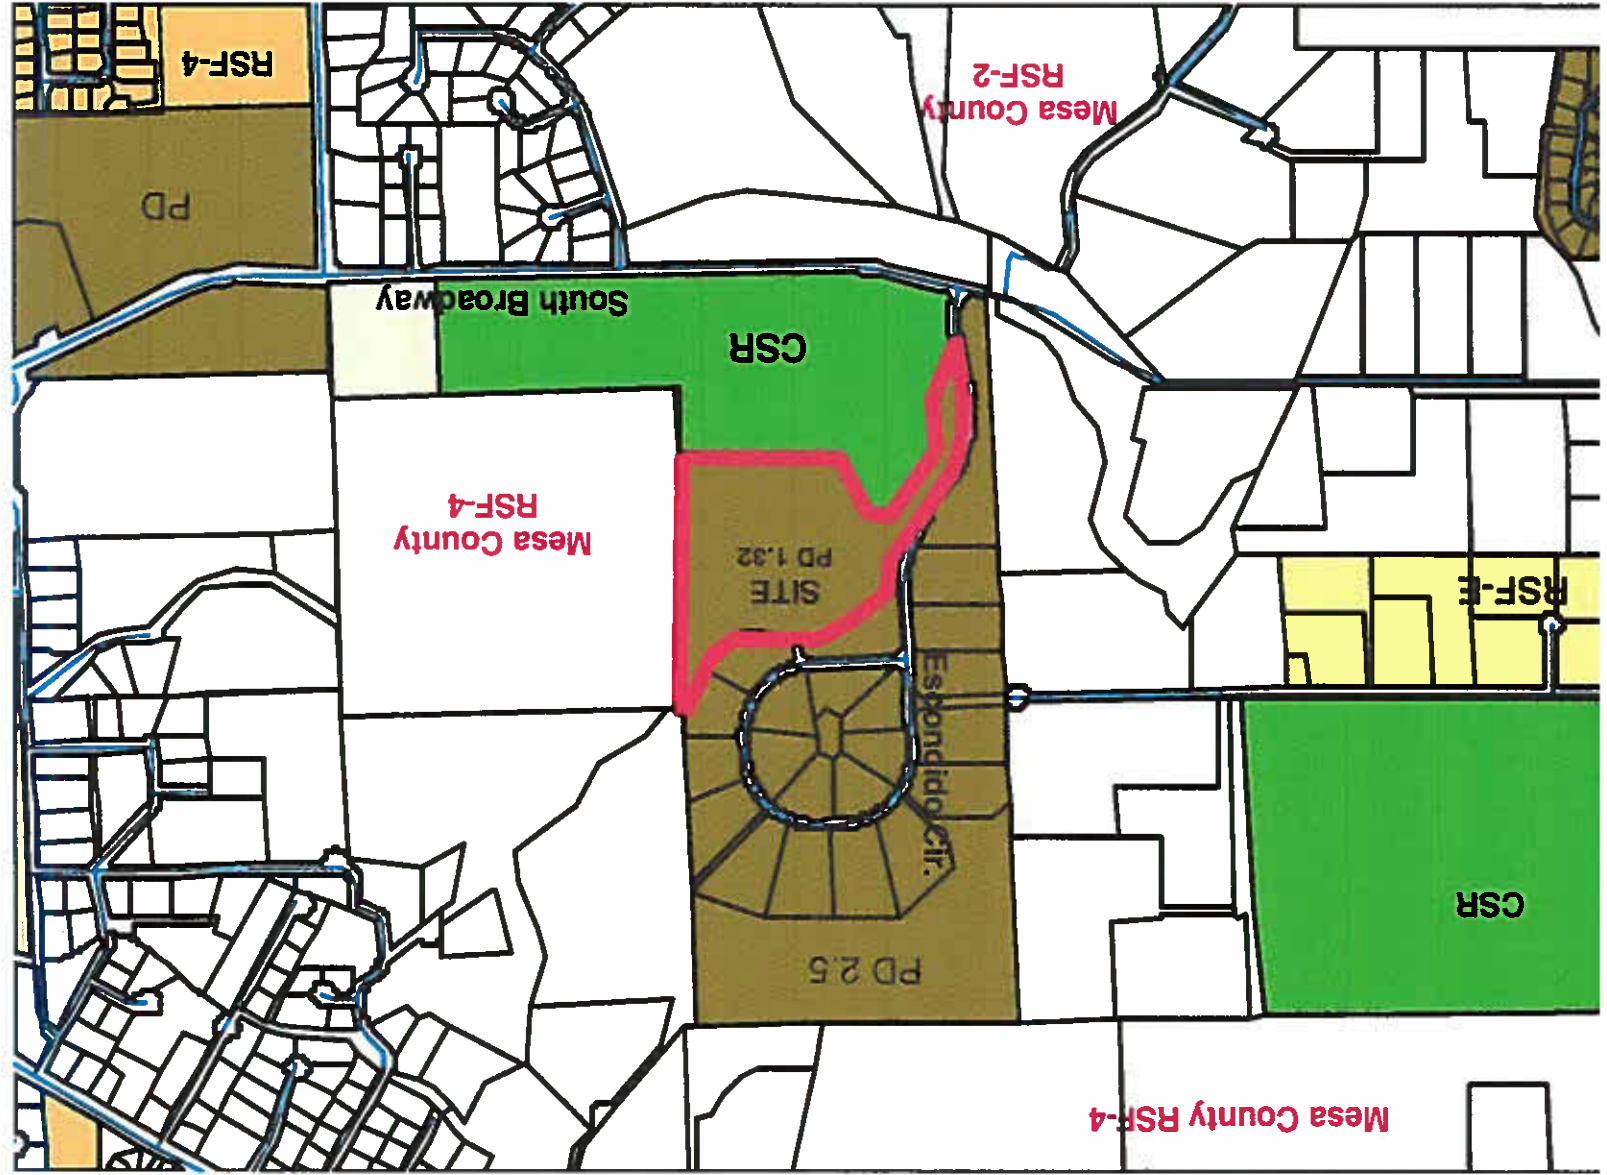 Mesa County RSF-4
PD 2.5
CSR
Escondido Cir.
RSF-E
SITE
PD 1.32
Mesa County
RSF-4
CSR
South Broadway
PD
Mesa County
RSF-2
RSF-4